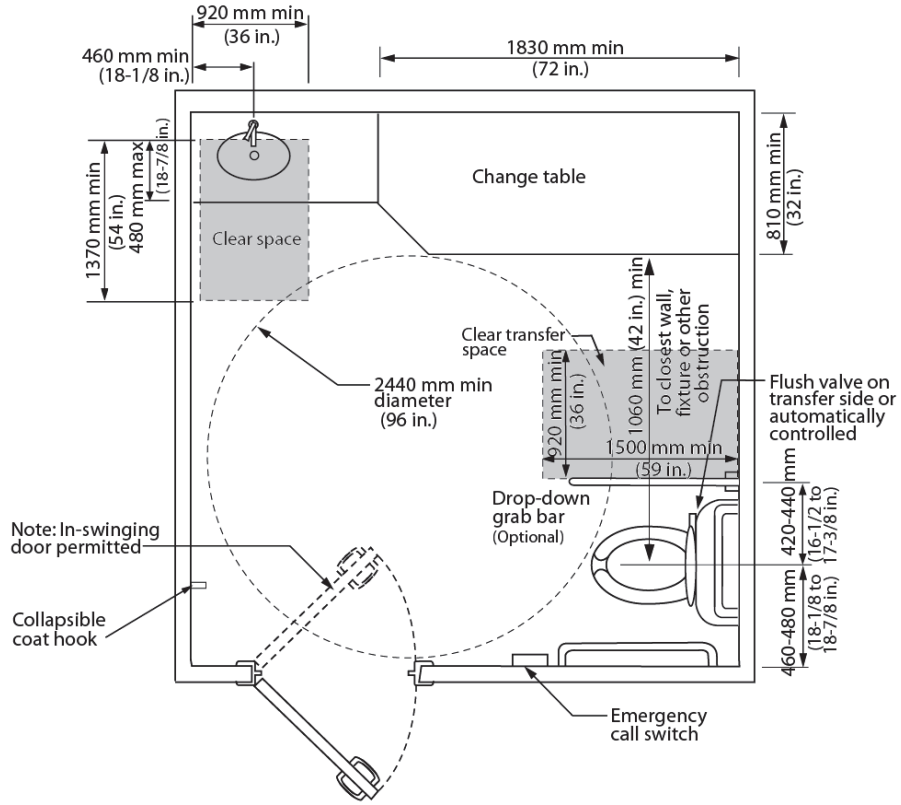 920 mm min
(36 in.)
460 mm min
(18-1/8 in.)
1830 mm min
(72 in.)
1370 mm min
(54 in.)
480 mm max
(18-7/8 in.)
Change table
810 mm min
(32 in.)
Clear space
Clear transfer
space
1060 mm (42 in.) min
To closest wall,
fixture or other
obstruction
2440 mm min
diameter
(96 in.)
920 mm min
(36 in.)
1500 mm min
(59 in.)
Flush valve on
transfer side or
automatically
controlled
Drop-down
grab bar
(Optional)
420-440 mm
(16-1/2 to
17-3/8 in.)
Note: In-swinging
door permitted
Collapsible
coat hook
460-480 mm
(18-1/8 to
18-7/8 in.)
Emergency
call switch